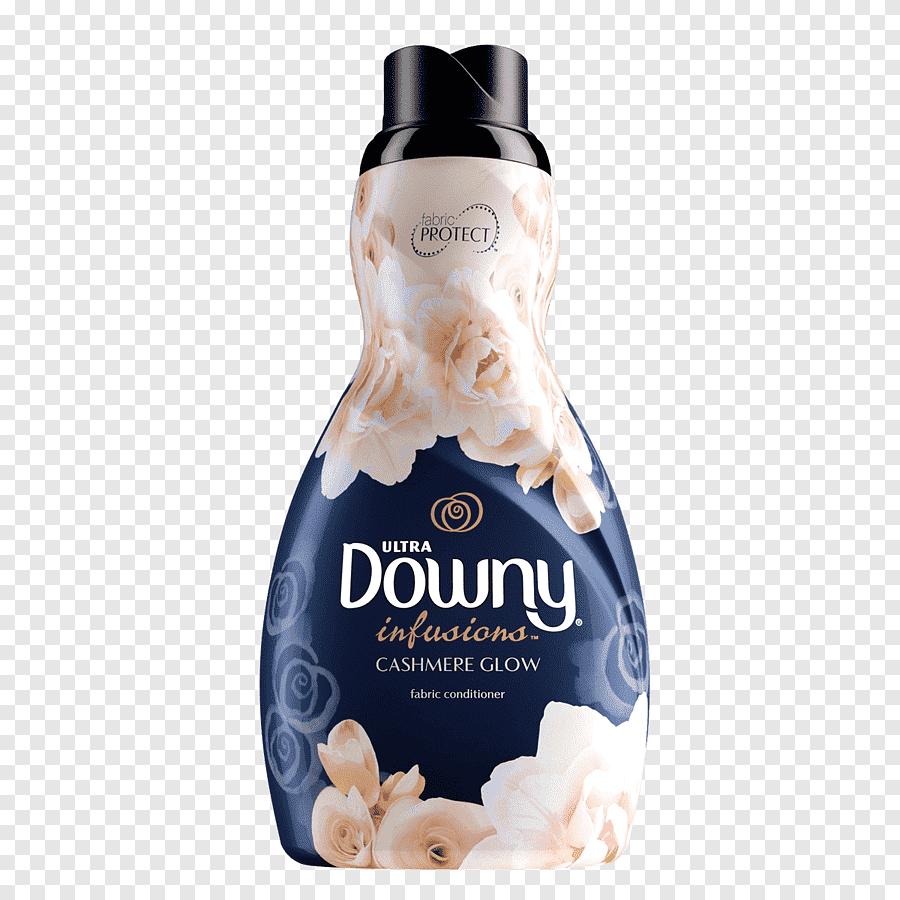 fabric
PROTECT
ULTRA
Downy®
infusions™
CASHMERE GLOW
fabric conditioner